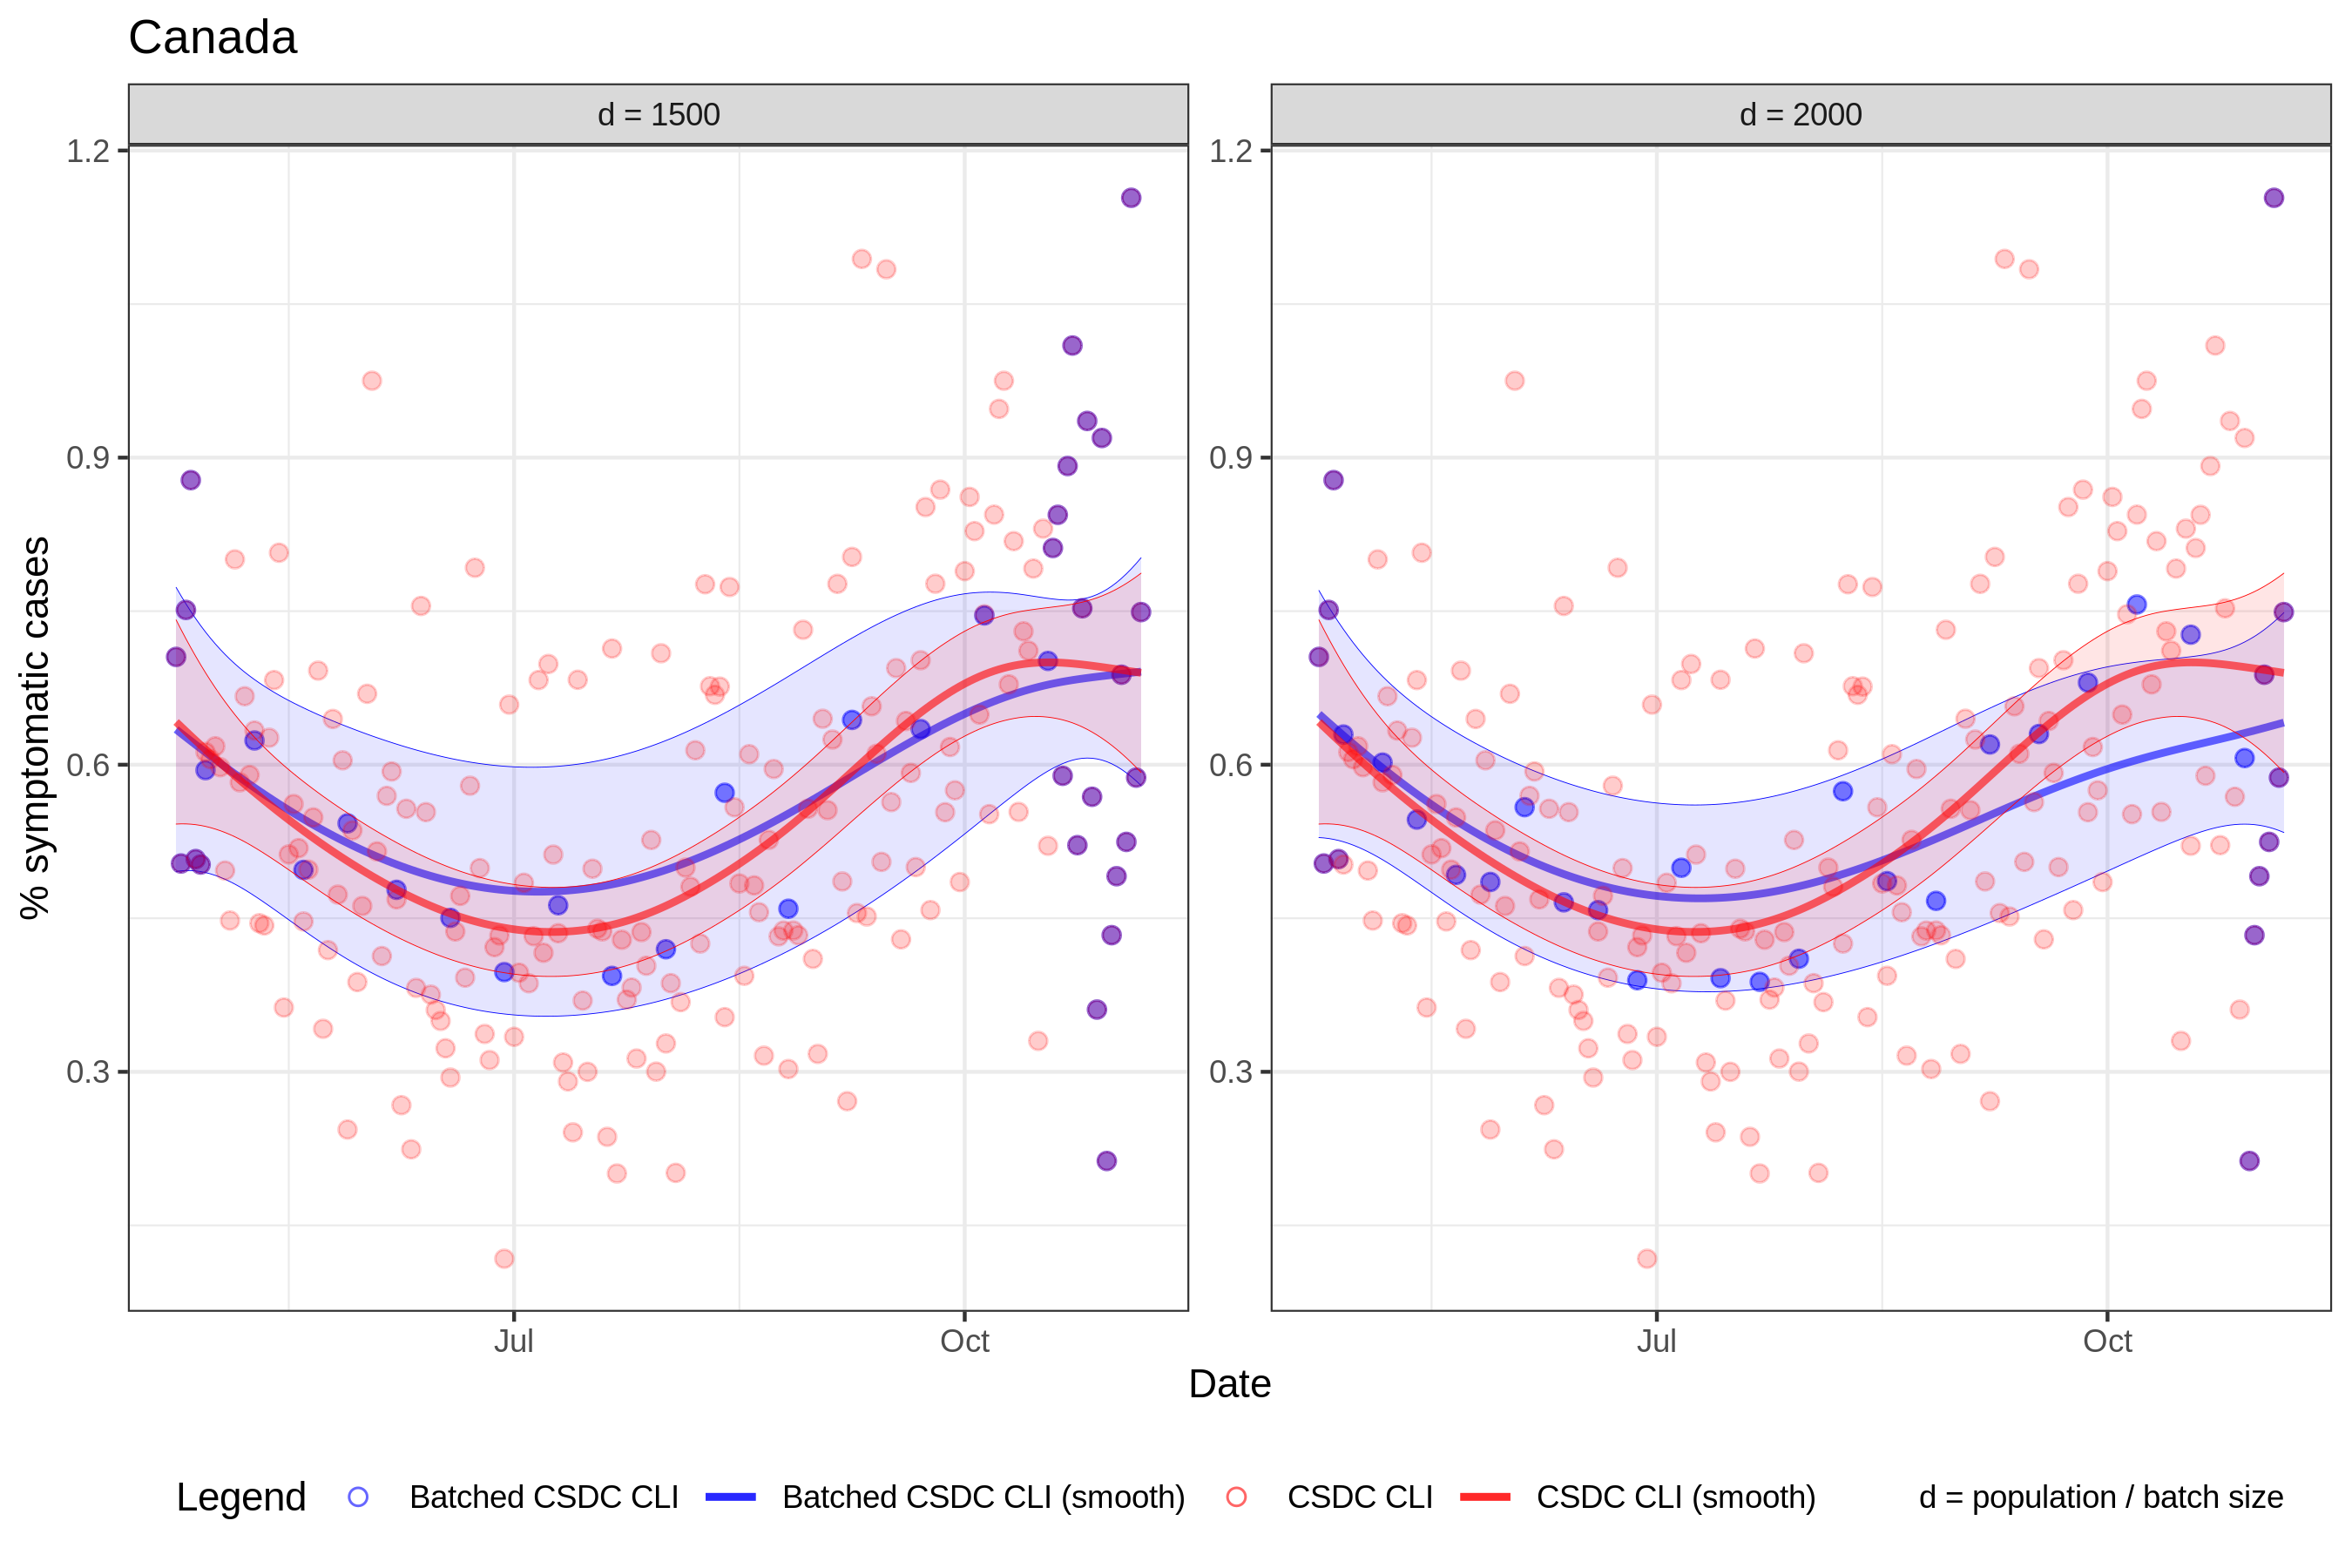 Canada
d = 1500
d = 2000
% symptomatic cases
1.2
0.9
0.6
0.3
1.2
0.9
0.6
0.3
Jul
Oct
Jul
Oct
Date
Legend
Batched CSDC CLI
Batched CSDC CLI (smooth)
CSDC CLI
CSDC CLI (smooth)
d = population / batch size